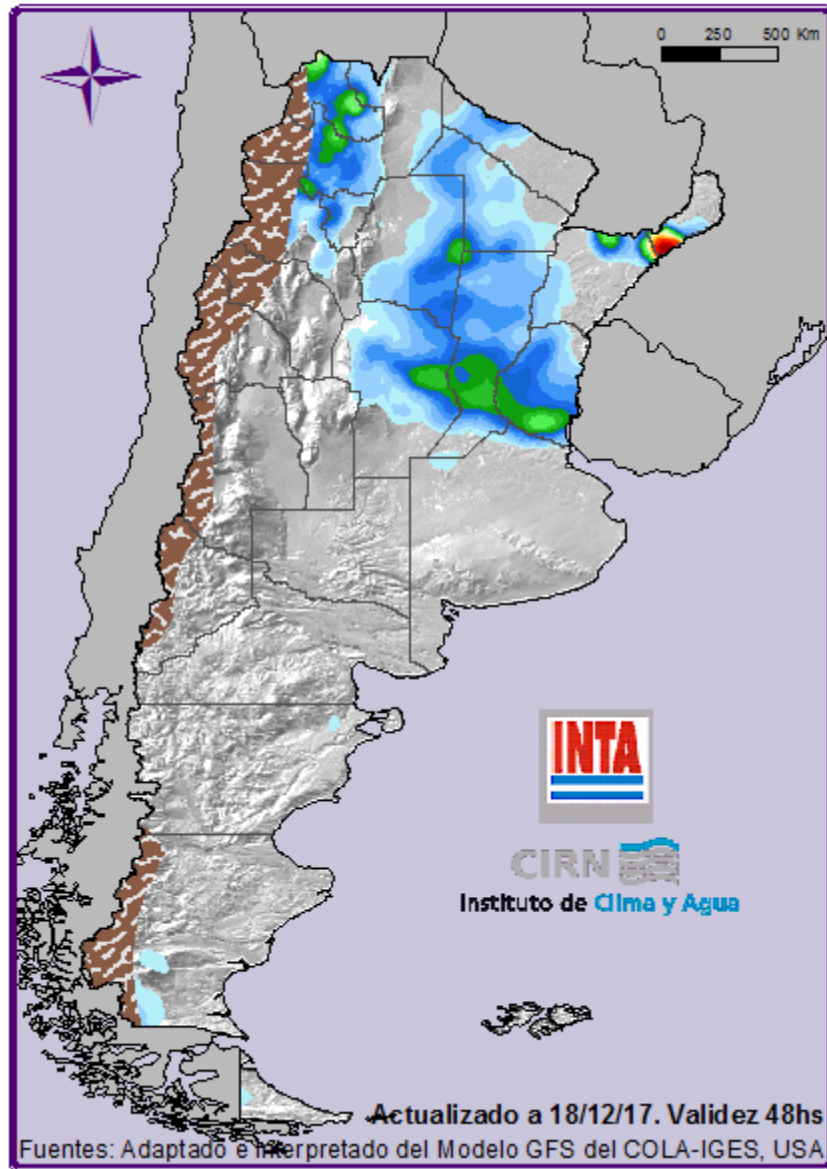 0 250 500 Km
INTA
CIRN
Instituto de Clima y Agua
Actualizado a 18/12/17. Validez 48hs
Fuentes: Adaptado e interpretado del Modelo GFS del COLA-IGES, USA